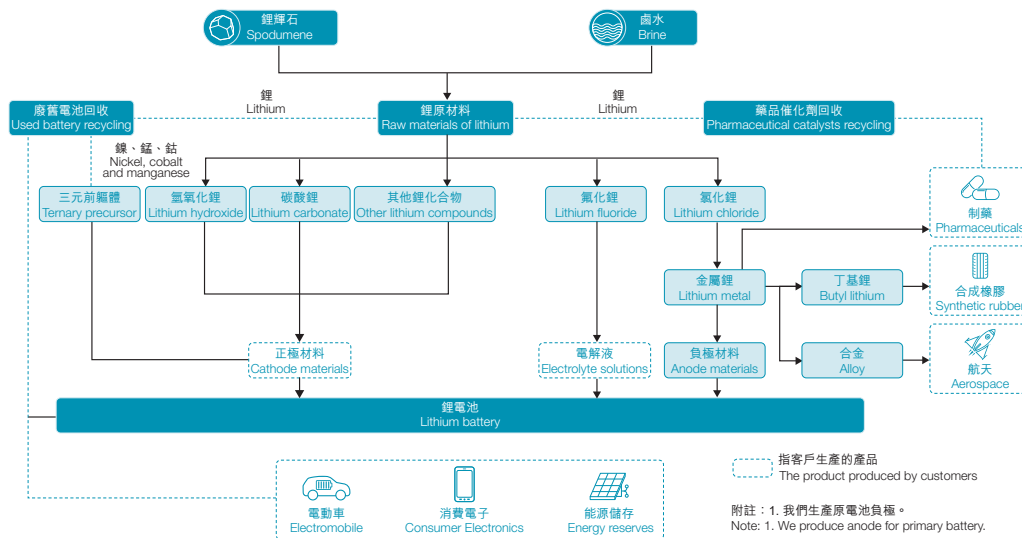 鋰輝石
Spodumene
鹵水
Brine
鋰
Lithium
鋰
Lithium
廢舊電池回收
Used battery recycling
鋰原材料
Raw materials of lithium
藥品催化劑回收
Pharmaceutical catalysts recycling
鎳、錳、鈷
Nickel, cobalt
and manganese
三元前軀體
Ternary precursor
氫氧化鋰
Lithium hydroxide
碳酸鋰
Lithium carbonate
其他鋰化合物
Other lithium compounds
氟化鋰
Lithium fluoride
氯化鋰
Lithium chloride
制藥
Pharmaceuticals
金屬鋰
Lithium metal
丁基鋰
Butyl lithium
合成橡膠
Synthetic rubber
正極材料
Cathode materials
電解液
Electrolyte solutions
負極材料
Anode materials
合金
Alloy
航天
Aerospace
鋰電池
Lithium battery
指客戶生產的產品
The product produced by customers
電動車
Electromobile
消費電子
Consumer Electronics
能源儲存
Energy reserves
附註：1. 我們生產原電池負極。
Note: 1. We produce anode for primary battery.